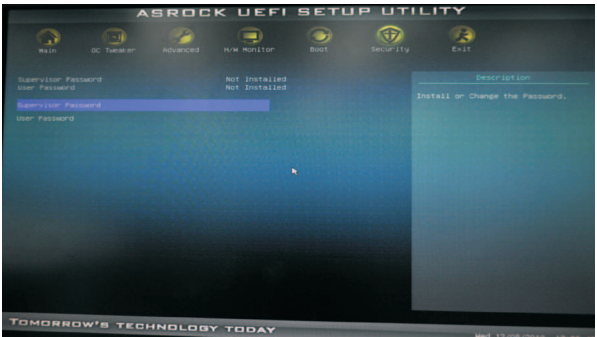 ASROCK UEFI SETUP UTILITY
Main OC Tweaker Advanced H/W Monitor Boot Security Exit
Supervisor Password Not Installed
User Password Not Installed
Supervisor Password
User Password
Description
Install or Change the Password.
TOMORROW'S TECHNOLOGY TODAY
Wed